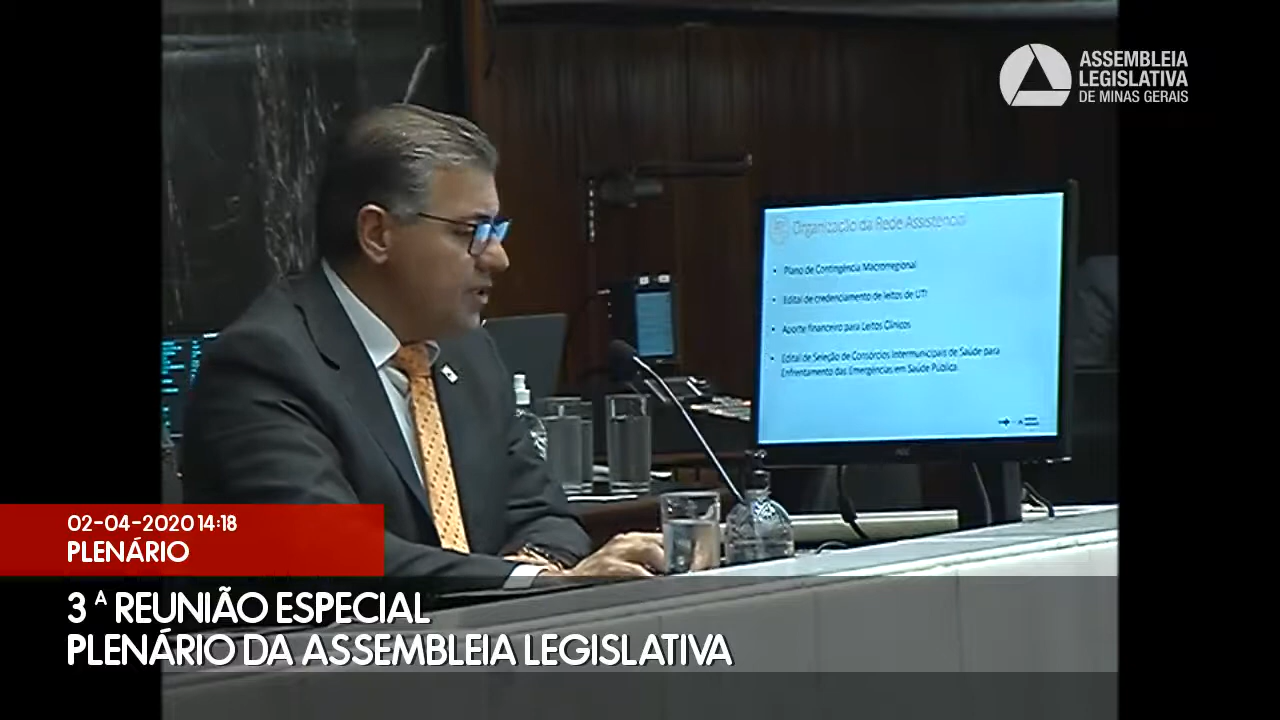 ASSEMBLEIA
LEGISLATIVA
DE MINAS GERAIS
Organização da Rede Assistencial
• Plano de Contingência Macrorregional
• Edital de credenciamento de leitos de UTI
• Aporte financeiro para Leitos Clínicos
• Edital de Seleção de Consórcios Intermunicipais de Saúde para
Enfrentamento das Emergências em Saúde Pública
02-04-2020 14:18
PLENÁRIO
3ª REUNIÃO ESPECIAL
PLENÁRIO DA ASSEMBLEIA LEGISLATIVA